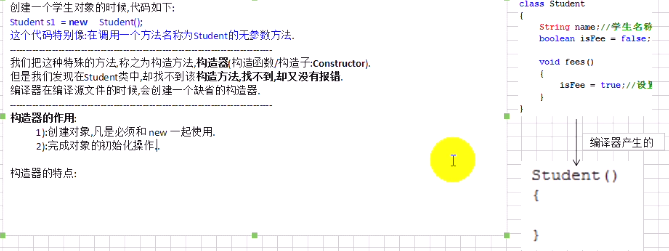 创建一个学生对象的时候,代码如下:
Student s1 = new Student();
这个代码特别像:在调用一个方法名称为Student的无参数方法.
------------------------------------------------------------
我们把这种特殊的方法,称之为构造方法,构造器(构造函数/构造子:Constructor).
但是我们发现在Student类中,却找不到该构造方法,找不到,却又没有报错.
编译器在编译源文件的时候,会创建一个缺省的构造器.
------------------------------------------------------------
构造器的作用:
1):创建对象,凡是必须和 new 一起使用.
2):完成对象的初始化操作.
构造器的特点:
class Student
{
String name;//学生名称
boolean isFee = false;
void fees()
{
isFee = true;//设置
}
}
编译器产生的
Student()
{
}